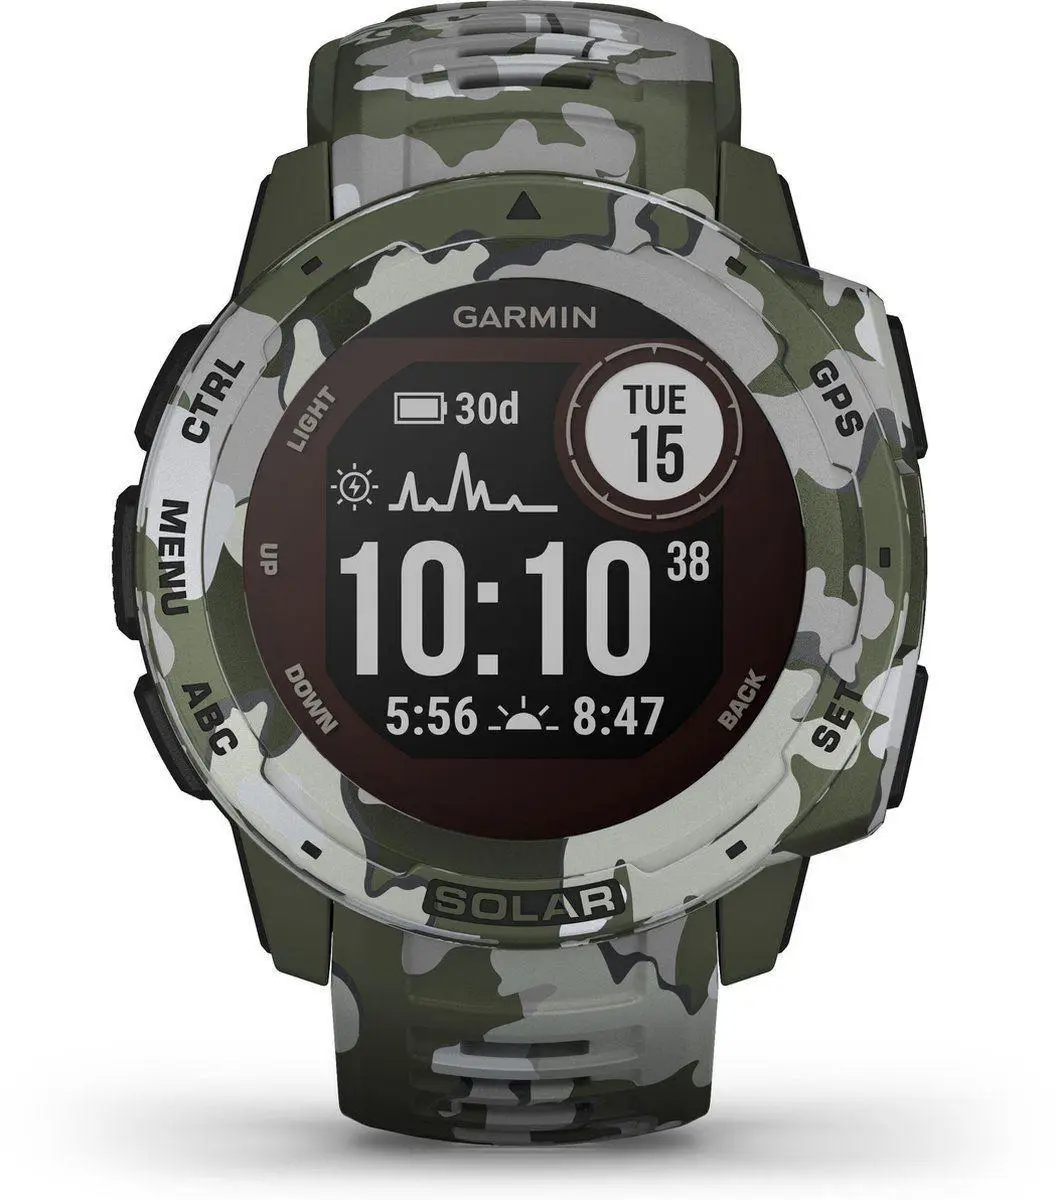 GARMIN
CTRL
LIGHT
GPS
30d
TUE
15
MENU
UP
10:10 38
ABC
DOWN
5:56 8:47
BACK
SET
SOLAR